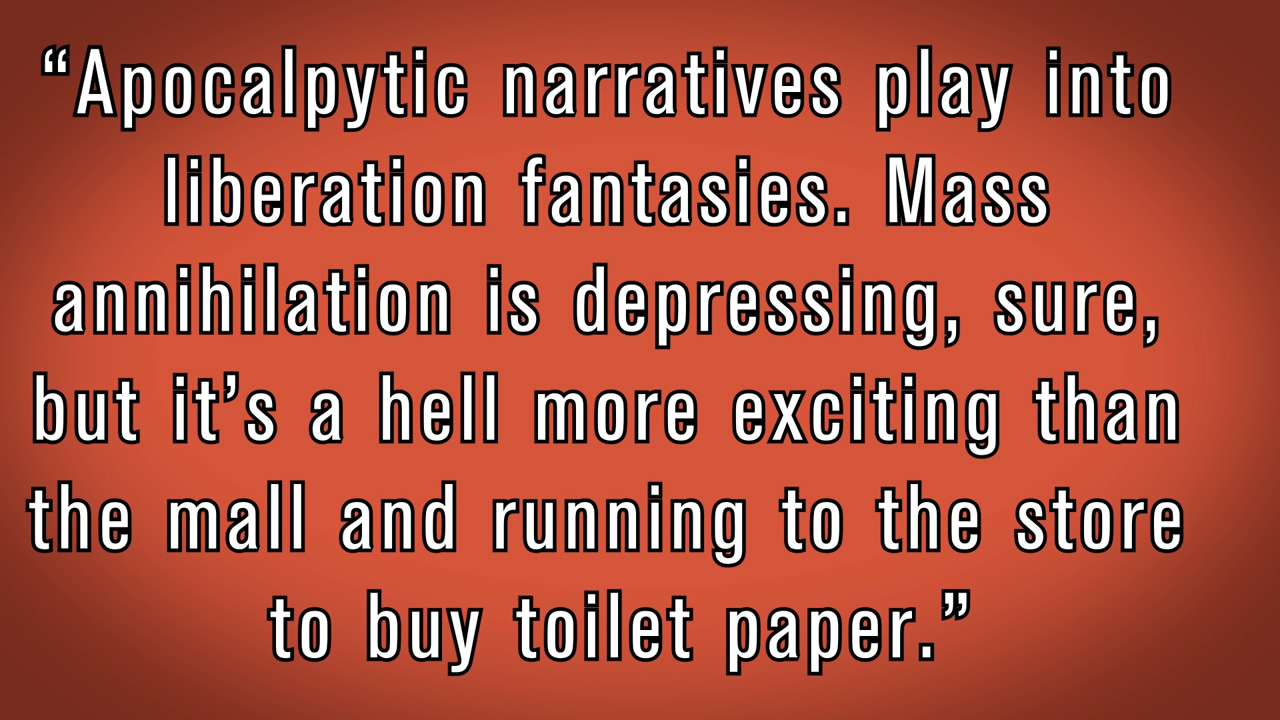 “Apocalpytic narratives play into
liberation fantasies. Mass
annihilation is depressing, sure,
but it’s a hell more exciting than
the mall and running to the store
to buy toilet paper.”